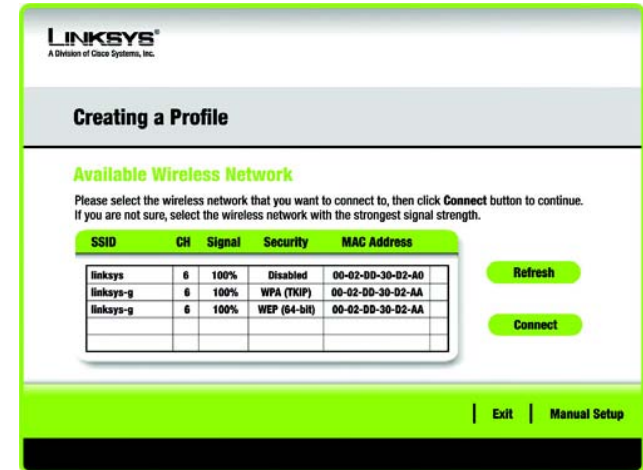 LINKSYS®
A Division of Cisco Systems, Inc.
Creating a Profile
Available Wireless Network
Please select the wireless network that you want to connect to, then click Connect button to continue.
If you are not sure, select the wireless network with the strongest signal strength.
SSID CH Signal Security MAC Address
linksys 6 100% Disabled 00-02-DD-30-D2-A0
linksys-g 6 100% WPA (TKIP) 00-02-DD-30-D2-AA
linksys-g 6 100% WEP (64-bit) 00-02-DD-30-D2-AA
Refresh
Connect
Exit Manual Setup